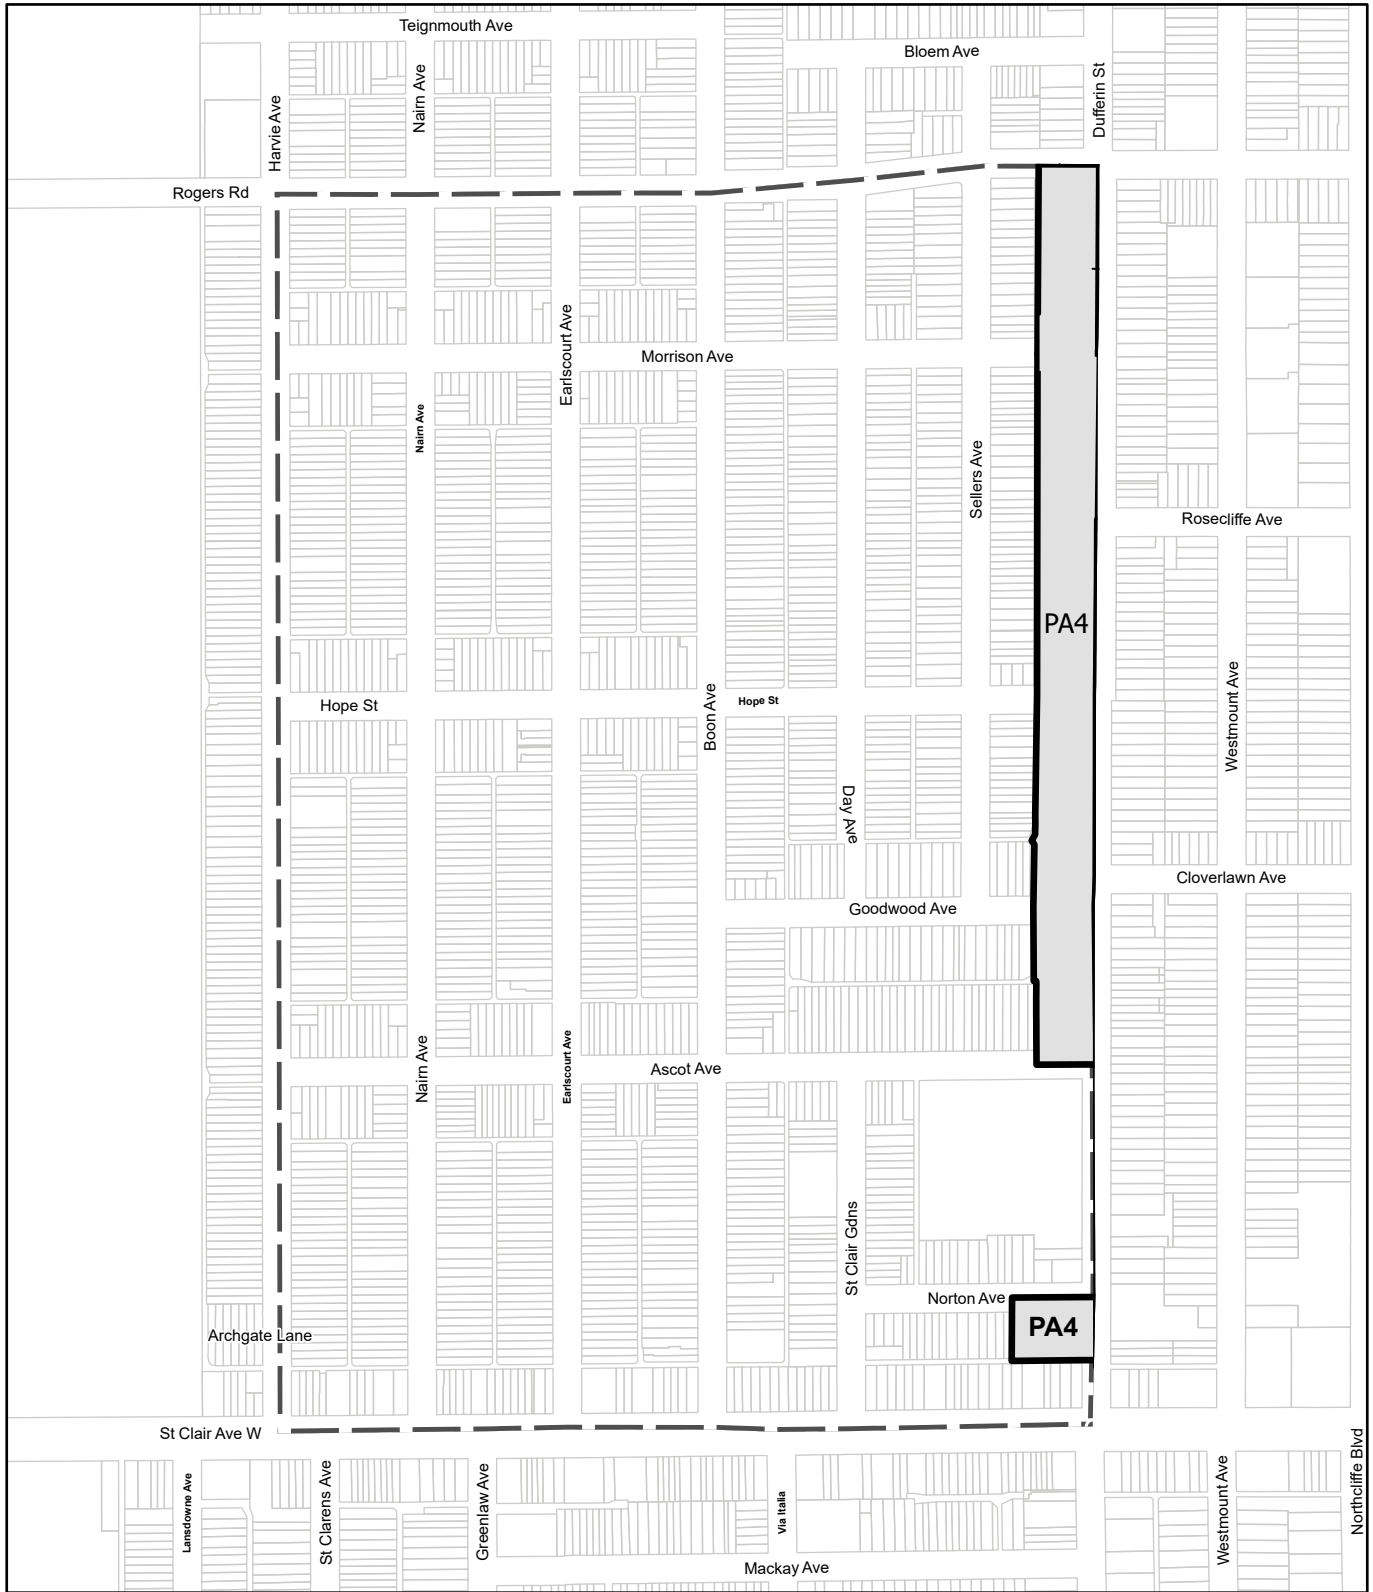 Teignmouth Ave
Bloem Ave
Dufferin St
Nairn Ave
Harvie Ave
Rogers Rd
Earlscourt Ave
Morrison Ave
Nairn Ave
Sellers Ave
Rosecliffe Ave
PA4
Westmount Ave
Boon Ave
Hope St
Hope St
Day Ave
Cloverlawn Ave
Goodwood Ave
Nairn Ave
Earlscourt Ave
Ascot Ave
St Clair Gdns
Norton Ave
PA4
Archgate Lane
St Clair Ave W
Northcliffe Blvd
Lansdowne Ave
St Clarens Ave
Greenlaw Ave
Via Italia
Westmount Ave
Mackay Ave